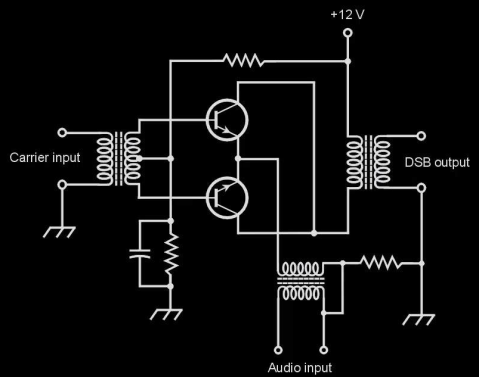 +12 V
Carrier input
DSB output
Audio input